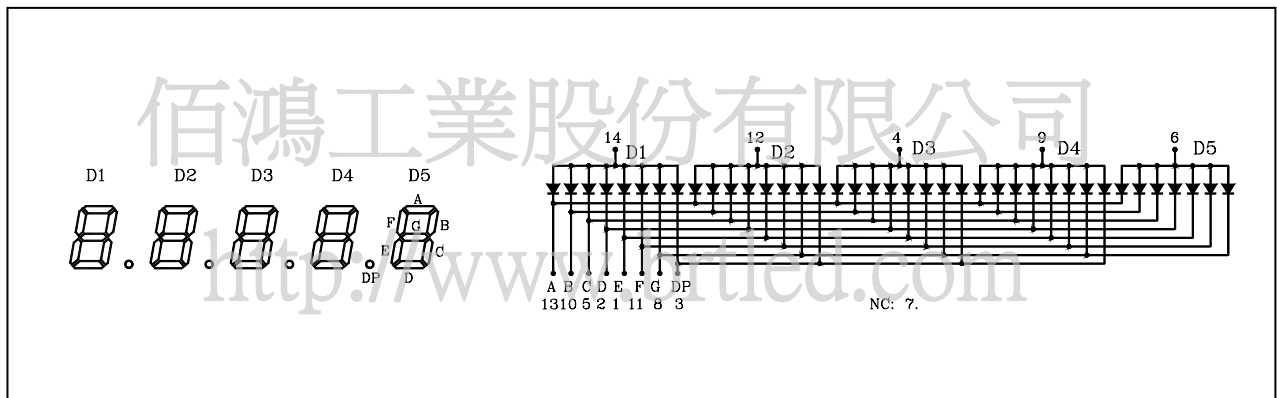 佰鴻工業股份有限公司
14 12 4 9 6
D1 D2 D3 D4 D5
D1 D2 D3 D4 D5
A
F G B
E C
DP D
http://www.brtled.com
A B C D E F G DP
13 10 5 2 1 11 8 3
NC: 7.